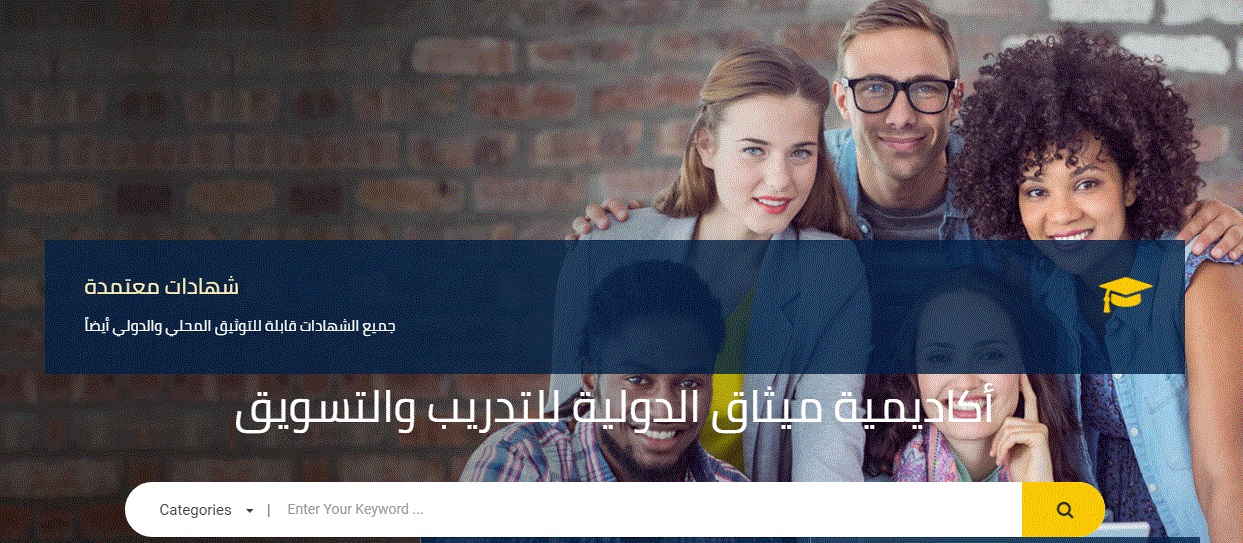 شهادات معتمدة
جميع الشهادات قابلة للتوثيق المحلي والدولي أيضاً
أكاديمية ميثاق الدولية للتدريب والتسويق
Categories | Enter Your Keyword ...